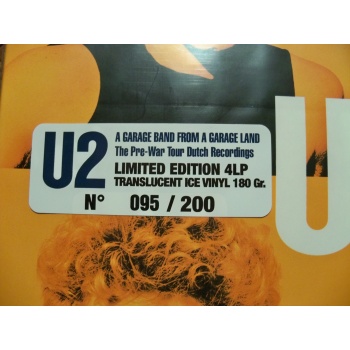 U2
A GARAGE BAND FROM A GARAGE LAND
The Pre-War Tour Dutch Recordings
LIMITED EDITION 4LP
TRANSLUCENT ICE VINYL 180 Gr.
N° 095 / 200
U